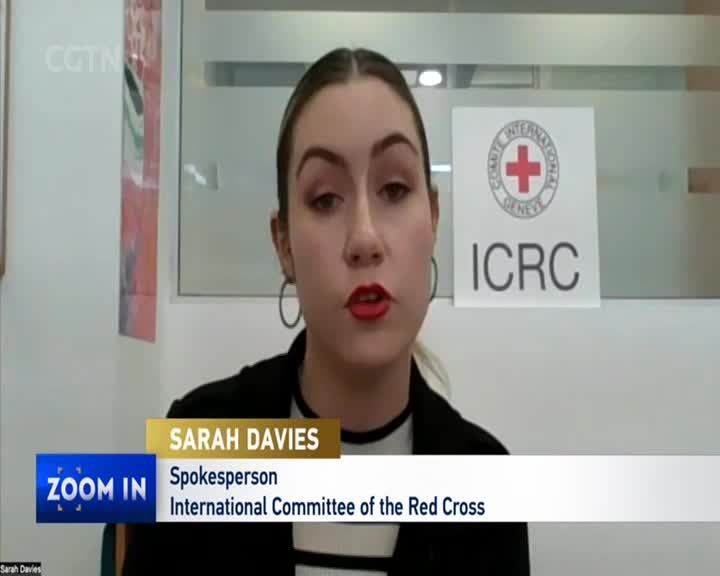 CGTN
COMITE INTERNATIONAL
GENEVE
ICRC
SARAH DAVIES
Spokesperson
ZOOM IN
International Committee of the Red Cross
Sarah Davies